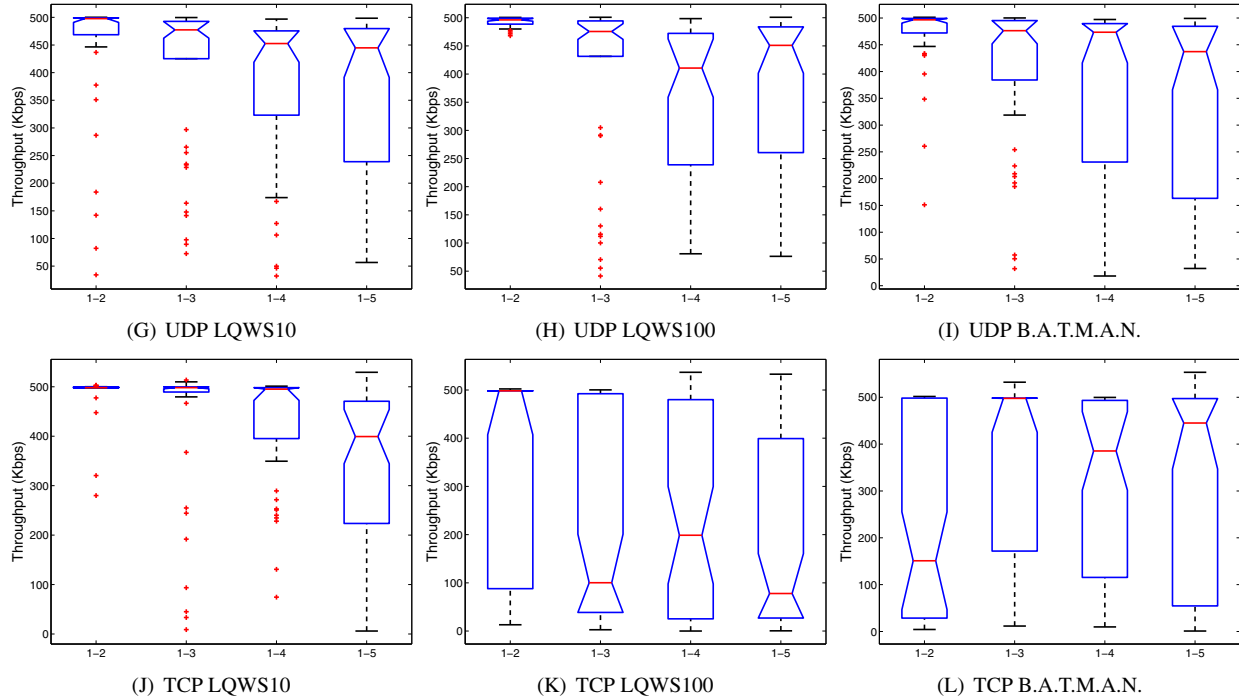 Throughput (Kbps)
500
450
400
350
300
250
200
150
100
50
1−2 1−3 1−4 1−5
(G) UDP LQWS10
Throughput (Kbps)
500
450
400
350
300
250
200
150
100
50
1−2 1−3 1−4 1−5
(H) UDP LQWS100
Throughput (Kbps)
500
450
400
350
300
250
200
150
100
50
0
1−2 1−3 1−4 1−5
(I) UDP B.A.T.M.A.N.
Throughput (Kbps)
500
400
300
200
100
0
1−2 1−3 1−4 1−5
(J) TCP LQWS10
Throughput (Kbps)
500
400
300
200
100
0
1−2 1−3 1−4 1−5
(K) TCP LQWS100
Throughput (Kbps)
500
400
300
200
100
0
1−2 1−3 1−4 1−5
(L) TCP B.A.T.M.A.N.